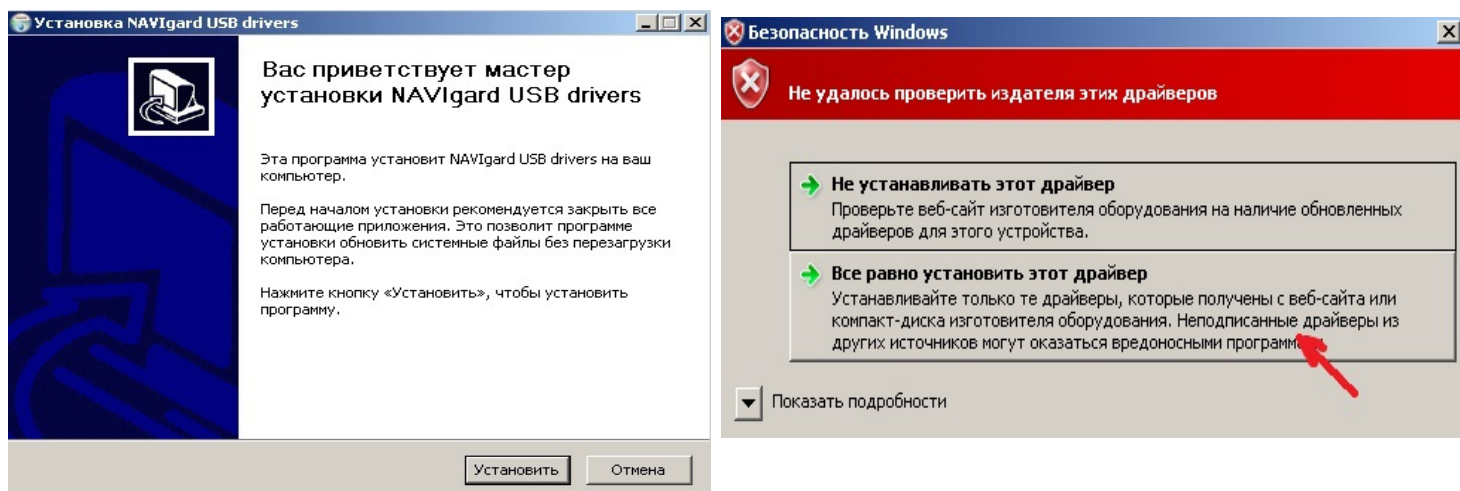 Установка NAVIgard USB drivers
Вас приветствует мастер
установки NAVIgard USB drivers
Эта программа установит NAVIgard USB drivers на ваш
компьютер.
Перед началом установки рекомендуется закрыть все
работающие приложения. Это позволит программе
установки обновить системные файлы без перезагрузки
компьютера.
Нажмите кнопку «Установить», чтобы установить
программу.
Установить
Отмена
Безопасность Windows
Не удалось проверить издателя этих драйверов
Не устанавливать этот драйвер
Проверьте веб-сайт изготовителя оборудования на наличие обновленных
драйверов для этого устройства.
Все равно установить этот драйвер
Устанавливайте только те драйверы, которые получены с веб-сайта или
компакт-диска изготовителя оборудования. Неподписанные драйверы из
других источников могут оказаться вредоносными
Показать подробности